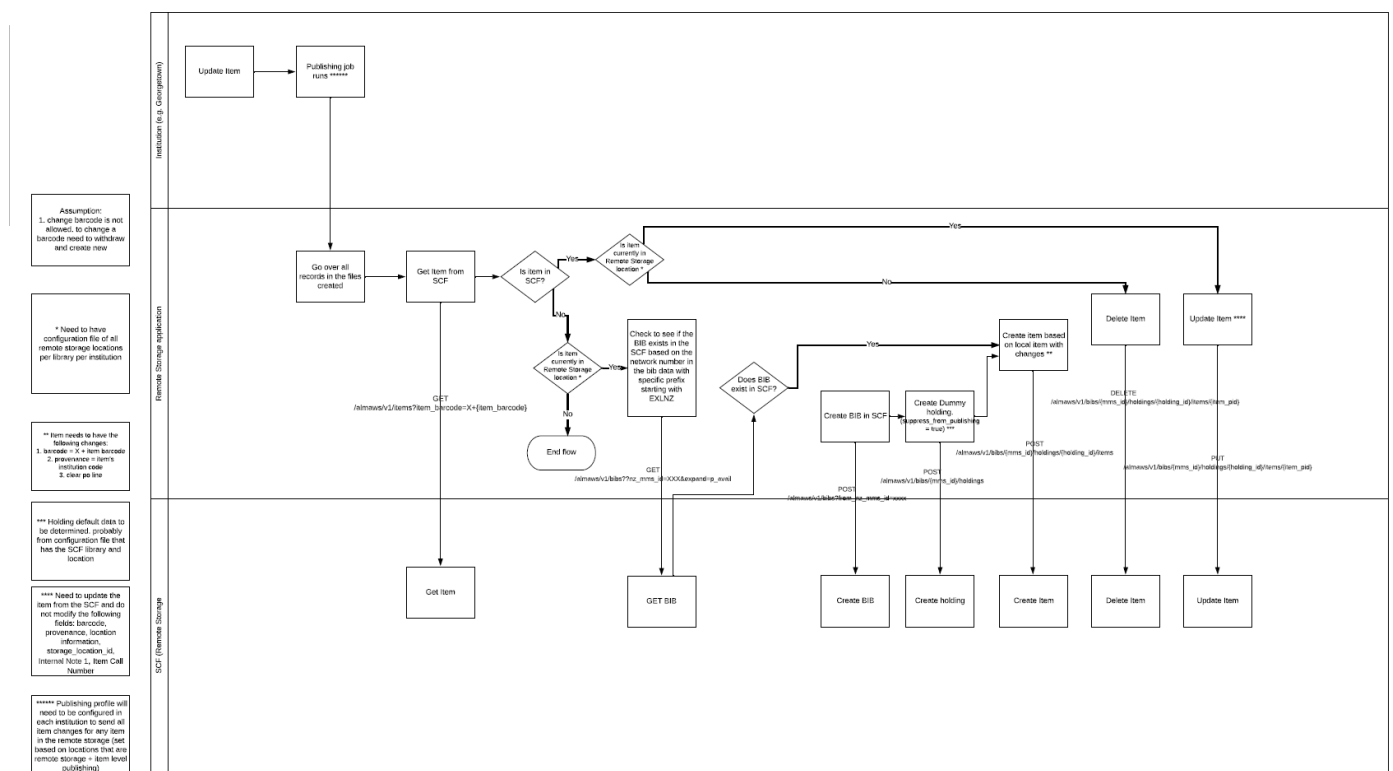 Institution (e.g. Georgetown)
Update Item
Publishing job
runs ******
Remote Storage application
Go over all
records in the files
created
Get Item from
SCF
Is item in
SCF?
Yes
Is item
currently in
Remote Storage
location *
Yes
No
No
Is item
currently in
Remote Storage
location *
Yes
No
End flow
Check to see if the
BIB exists in the
SCF based on the
network number in
the bib data with
specific prefix
starting with
EXLNZ
Does BIB
exist in SCF?
Yes
Create BIB in SCF
Create Dummy
holding.
(suppress_from_publishing
= true) ***
Create item based
on local item with
changes **
Delete Item
Update Item ****
GET
/almaws/v1/items?item_barcode=X+{item_barcode}
GET
/almaws/v1/bibs??nz_mms_id=XXX&expand=p_avail
POST
/almaws/v1/bibs?from_nz_mms_id=xxxx
POST
/almaws/v1/bibs/{mms_id}/holdings
POST
/almaws/v1/bibs/{mms_id}/holdings/{holding_id}/items
DELETE
/almaws/v1/bibs/{mms_id}/holdings/{holding_id}/items/{item_pid}
PUT
/almaws/v1/bibs/{mms_id}/holdings/{holding_id}/items/{item_pid}
SCF (Remote Storage
Get Item
GET BIB
Create BIB
Create holding
Create Item
Delete Item
Update Item
Assumption:
1. change barcode is not
allowed. to change a
barcode need to withdraw
and create new
* Need to have
configuration file of all
remote storage locations
per library per institution
** Item needs to have the
following changes:
1. barcode = X + item barcode
2. provenance = item's
institution code
3. clear po line
*** Holding default data to
be determined. probably
from configuration file that
has the SCF library and
location
**** Need to update the
item from the SCF and do
not modify the following
fields: barcode,
provenance, location
information,
storage_location_id,
Internal Note 1, Item Call
Number
****** Publishing profile will
need to be configured in
each institution to send all
item changes for any item
in the remote storage (set
based on locations that are
remote storage + item level
publishing)